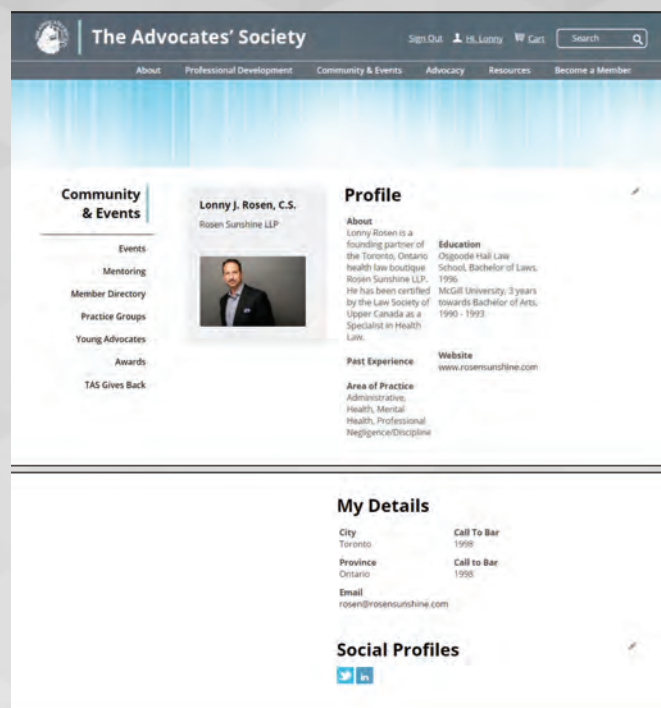 The Advocates' Society
Sign Out Hi, Lonny Cart Search
About Professional Development Community & Events Advocacy Resources Become a Member
Community
& Events
Events
Mentoring
Member Directory
Practice Groups
Young Advocates
Awards
TAS Gives Back
Lonny J. Rosen, C.S.
Rosen Sunshine LLP
Profile
About
Lonny Rosen is a
founding partner of
the Toronto, Ontario
health law boutique
Rosen Sunshine LLP.
He has been certified
by the Law Society of
Upper Canada as a
Specialist in Health
Law.
Education
Osgoode Hall Law
School, Bachelor of Laws,
1996
McGill University, 3 years
towards Bachelor of Arts,
1990 - 1993
Past Experience
Website
www.rosensunshine.com
Area of Practice
Administrative,
Health, Mental
Health, Professional
Negligence/Discipline
My Details
City
Toronto
Call To Bar
1998
Province
Ontario
Call to Bar
1998
Email
rosen@rosensunshine.com
Social Profiles
in